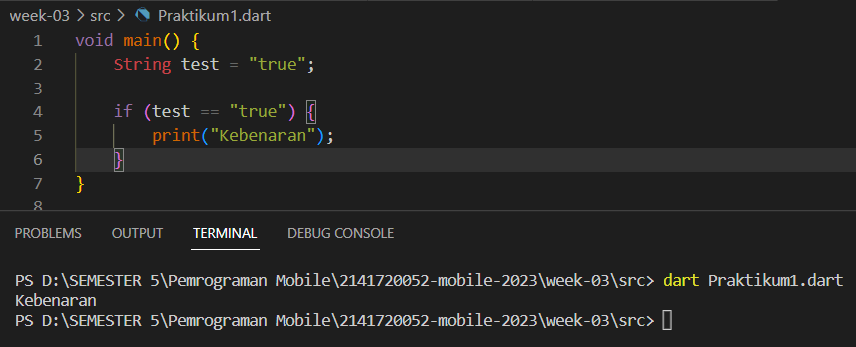 week-03 > src > Praktikum1.dart
1 void main() {
2 String test = "true";
3
4 if (test == "true") {
5 print("Kebenaran");
6 }
7 }
8
PROBLEMS OUTPUT TERMINAL DEBUG CONSOLE
PS D:\SEMESTER 5\Pemrograman Mobile\2141720052-mobile-2023\week-03\src> dart Praktikum1.dart
Kebenaran
PS D:\SEMESTER 5\Pemrograman Mobile\2141720052-mobile-2023\week-03\src>